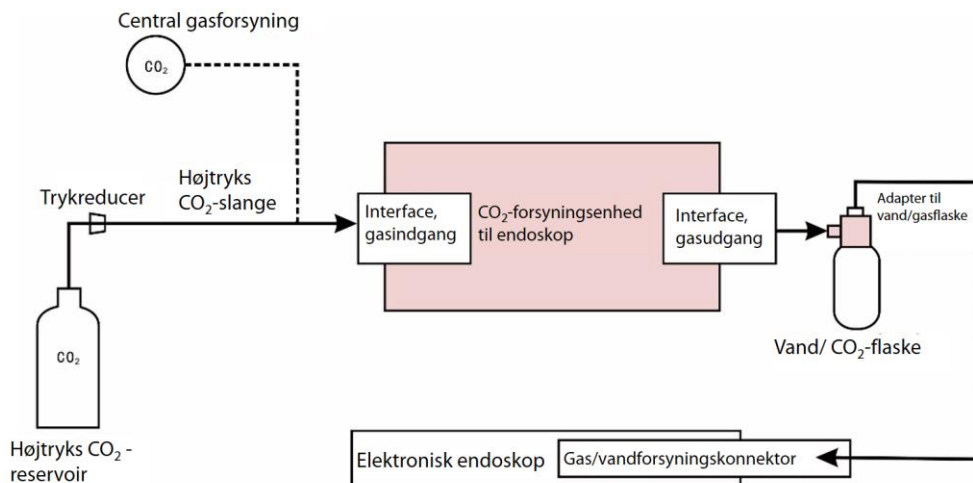 Central gasforsyning
CO₂
Højtryks
CO₂-slange
Trykreducer
Interface,
gasindgang
CO₂-forsyningsenhed
til endoskop
Interface,
gasudgang
Adapter til
vand/gasflaske
CO₂
Vand/ CO₂-flaske
Højtryks CO₂ -
reservoir
Elektronisk endoskop
Gas/vandforsyningskonnektor